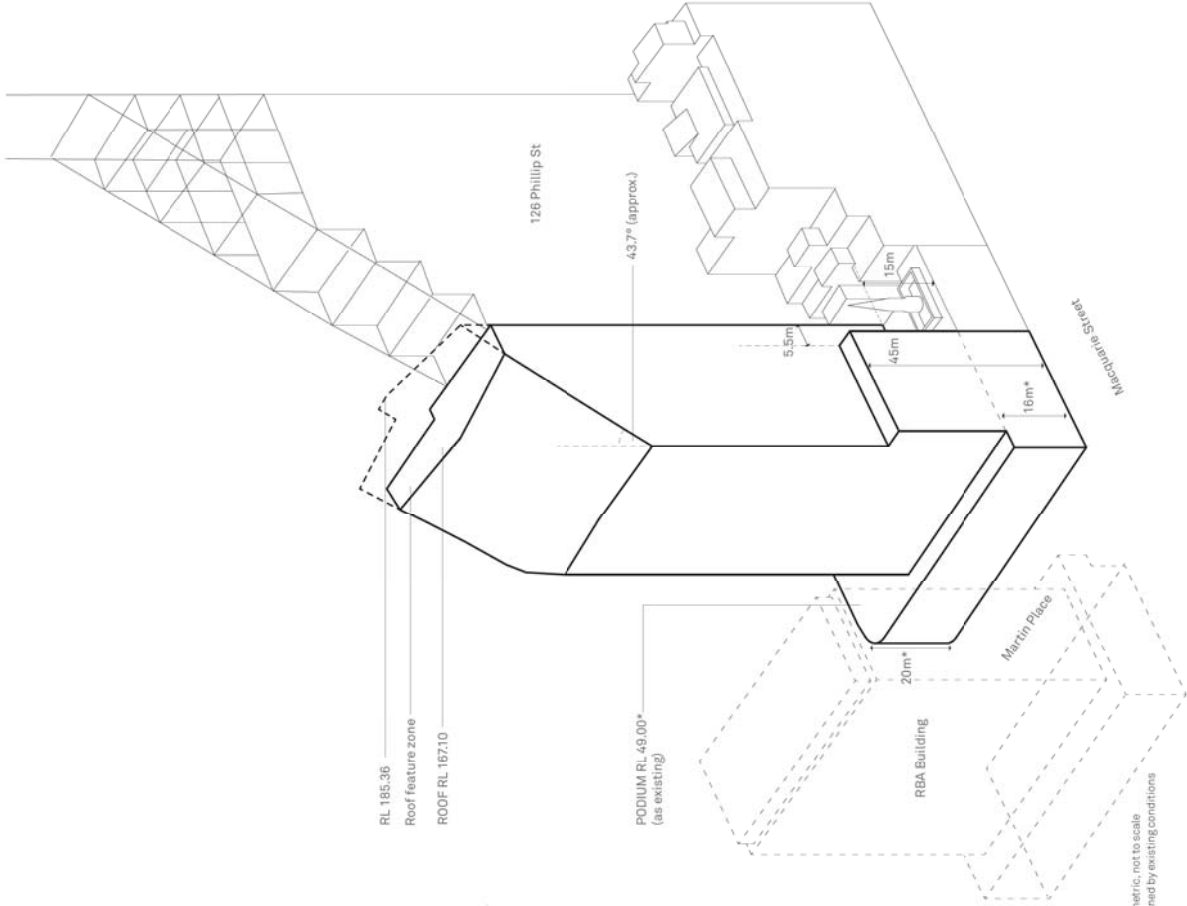 126 Phillip St
43.7° (approx.)
15m
5.5m
45m
Macquarie Street
16m*
RL 185.36
Roof feature zone
ROOF RL 167.10
PODIUM RL 49.00*
(as existing)
20m*
Martin Place
RBA Building
not to scale
by existing conditions